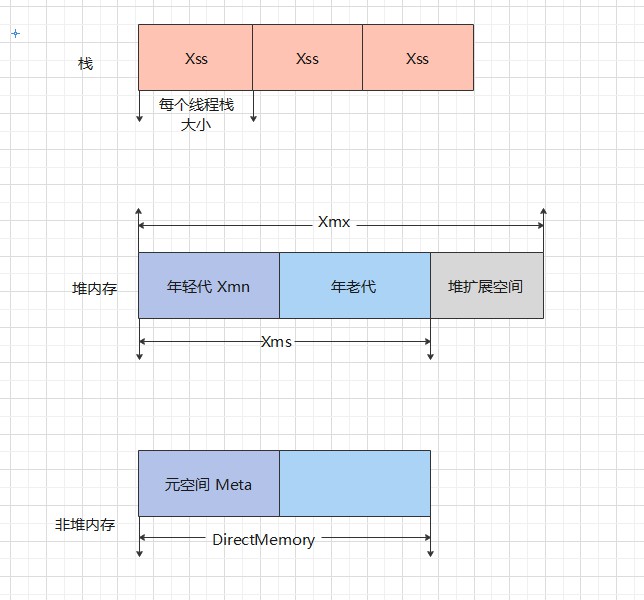 栈
Xss
Xss
Xss
每个线程栈
大小
Xmx
堆内存
年轻代 Xmn
年老代
堆扩展空间
Xms
元空间 Meta
非堆内存
DirectMemory